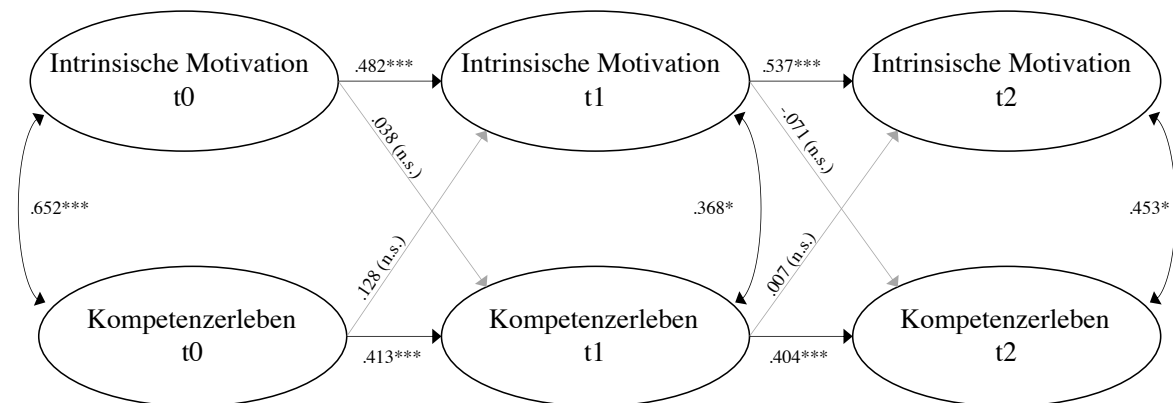 Intrinsische Motivation
t0
.482***
Intrinsische Motivation
t1
.537***
Intrinsische Motivation
t2
.038 (n.s.)
-.071 (n.s.)
.652***
.368*
.453*
.128 (n.s.)
.007 (n.s.)
Kompetenzerleben
t0
.413***
Kompetenzerleben
t1
.404***
Kompetenzerleben
t2